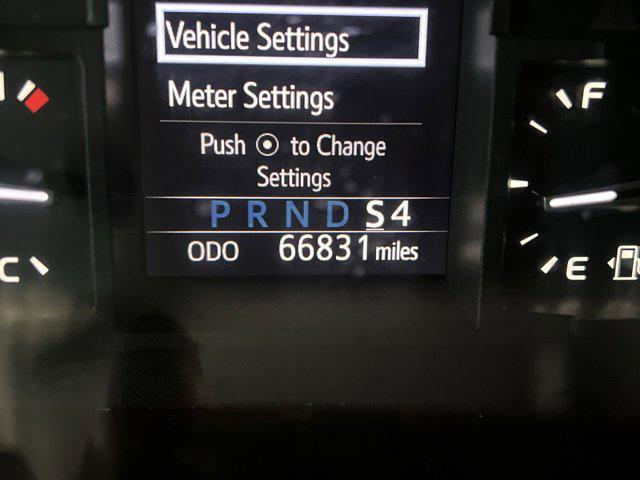 Vehicle Settings
Meter Settings
Push to Change
Settings
P R N D S 4
ODO 66831 miles
F
E
C